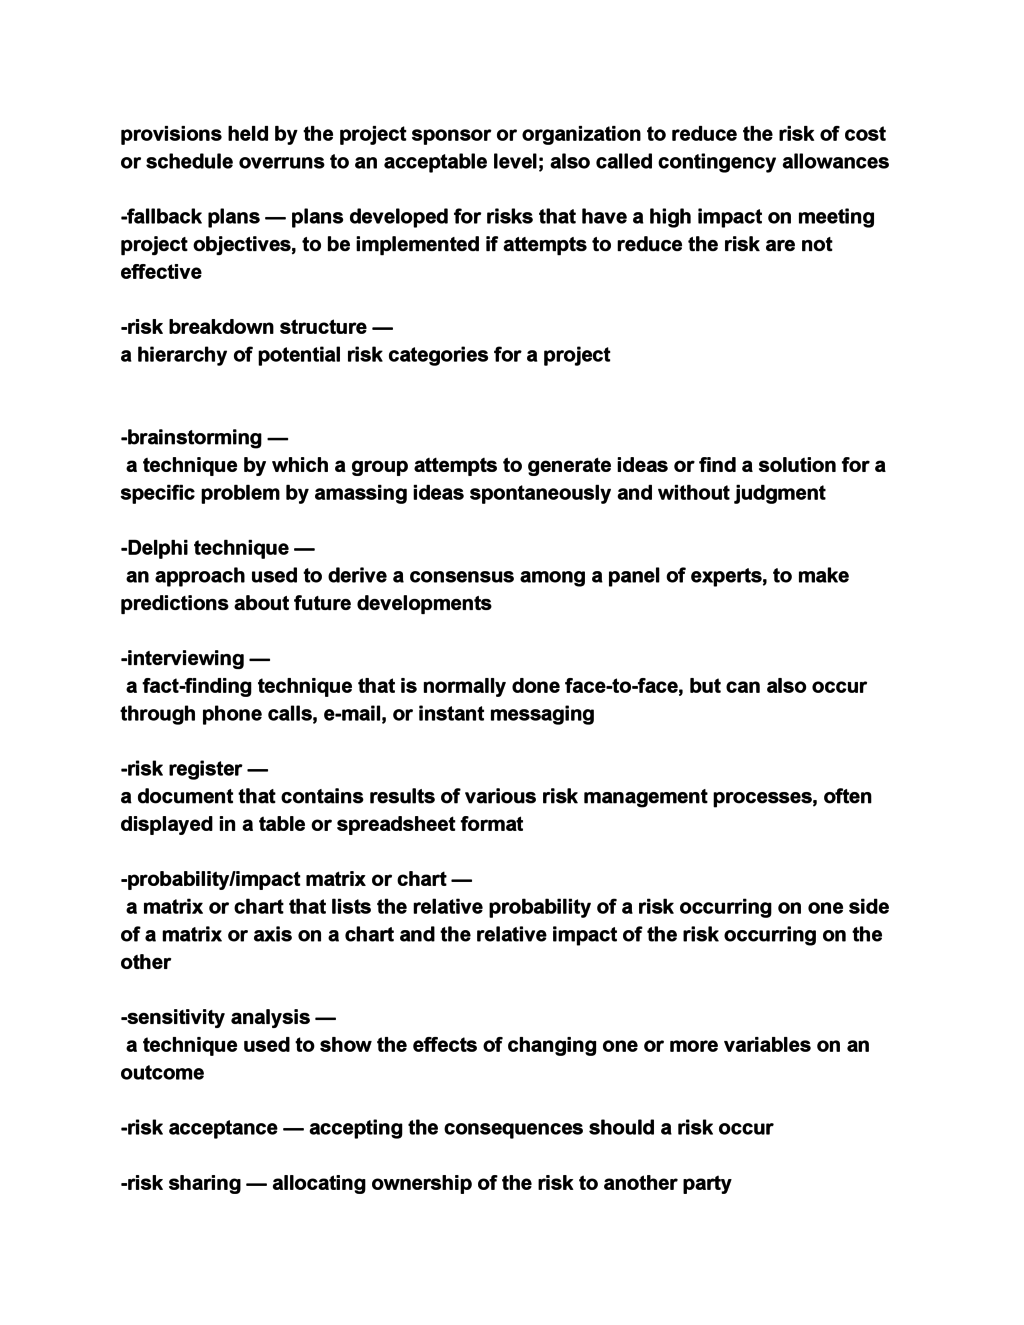 provisions held by the project sponsor or organization to reduce the risk of cost
or schedule overruns to an acceptable level; also called contingency allowances
-fallback plans — plans developed for risks that have a high impact on meeting
project objectives, to be implemented if attempts to reduce the risk are not
effective
-risk breakdown structure —
a hierarchy of potential risk categories for a project
-brainstorming —
a technique by which a group attempts to generate ideas or find a solution for a
specific problem by amassing ideas spontaneously and without judgment
-Delphi technique —
an approach used to derive a consensus among a panel of experts, to make
predictions about future developments
-interviewing —
a fact-finding technique that is normally done face-to-face, but can also occur
through phone calls, e-mail, or instant messaging
-risk register —
a document that contains results of various risk management processes, often
displayed in a table or spreadsheet format
-probability/impact matrix or chart —
a matrix or chart that lists the relative probability of a risk occurring on one side
of a matrix or axis on a chart and the relative impact of the risk occurring on the
other
-sensitivity analysis —
a technique used to show the effects of changing one or more variables on an
outcome
-risk acceptance — accepting the consequences should a risk occur
-risk sharing — allocating ownership of the risk to another party